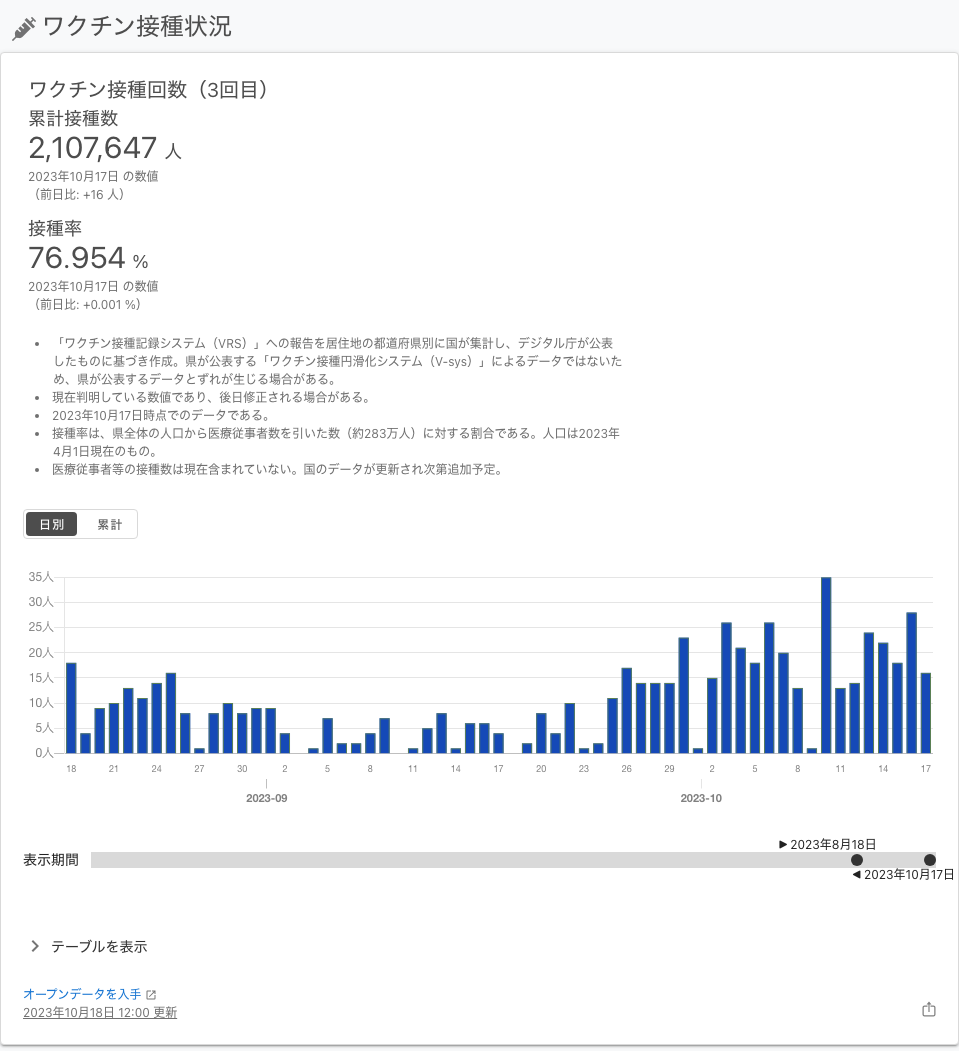 ワクチン接種状況
ワクチン接種回数（3回目）
累計接種数
2,107,647 人
2023年10月17日 の数値
（前日比: +16 人）
接種率
76.954 %
2023年10月17日 の数値
（前日比: +0.001 %）
• 「ワクチン接種記録システム（VRS）」への報告を居住地の都道府県別に国が集計し、デジタル庁が公表
したものに基づき作成。県が公表する「ワクチン接種円滑化システム（V-sys）」によるデータではないた
め、県が公表するデータとずれが生じる場合がある。
• 現在判明している数値であり、後日修正される場合がある。
• 2023年10月17日時点でのデータである。
• 接種率は、県全体の人口から医療従事者数を引いた数（約283万人）に対する割合である。人口は2023年
4月1日現在のもの。
• 医療従事者等の接種数は現在含まれていない。国のデータが更新され次第追加予定。
日別 累計
35人
30人
25人
20人
15人
10人
5人
0人
18 21 24 27 30 2 5 8 11 14 17 20 23 26 29 2 5 8 11 14 17
2023-09 2023-10
2023年8月18日
表示期間
2023年10月17日
テーブルを表示
オープンデータを入手
2023年10月18日 12:00 更新